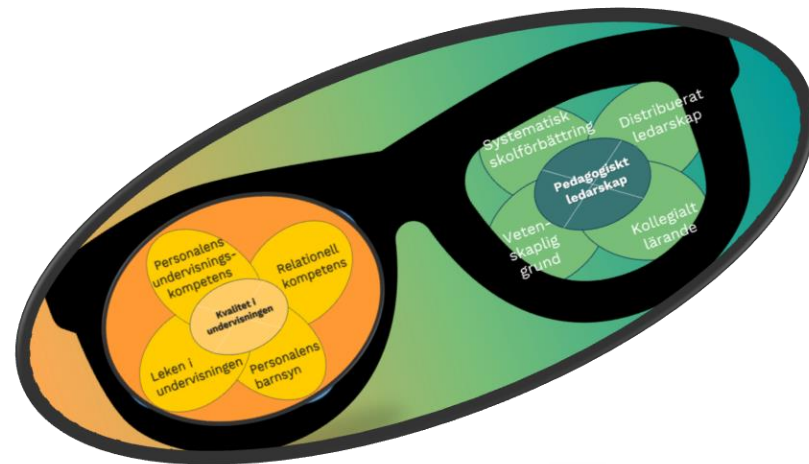 Personalens
undervisnings-
kompetens
Relationell
kompetens
Kvalitet i
undervisningen
Leken i
undervisningen
Personalens
barnsyn
Systematisk
skolförbättring
Distribuerat
ledarskap
Pedagogiskt
ledarskap
Veten-
skaplig
grund
Kollegialt
lärande